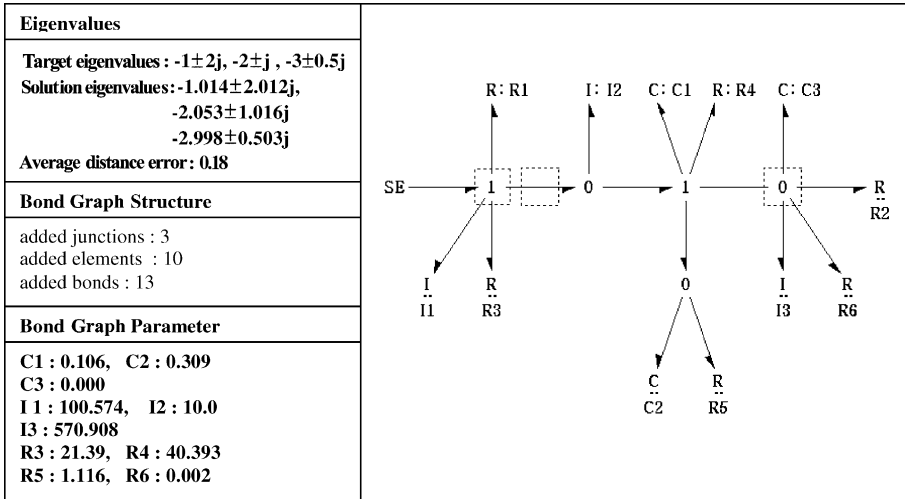 Eigenvalues
Target eigenvalues : -1±2j, -2±j , -3±0.5j
Solution eigenvalues:-1.014±2.012j,
-2.053±1.016j
-2.998±0.503j
Average distance error : 0.18
Bond Graph Structure
added junctions : 3
added elements : 10
added bonds : 13
Bond Graph Parameter
C1 : 0.106, C2 : 0.309
C3 : 0.000
I 1 : 100.574, I2 : 10.0
I3 : 570.908
R3 : 21.39, R4 : 40.393
R5 : 1.116, R6 : 0.002
R: R1 I: I2 C: C1 R: R4 C: C3
SE 1 0 1 0 R
R2
I R 0 I R
I1 R3 I3 R6
C R
C2 R5